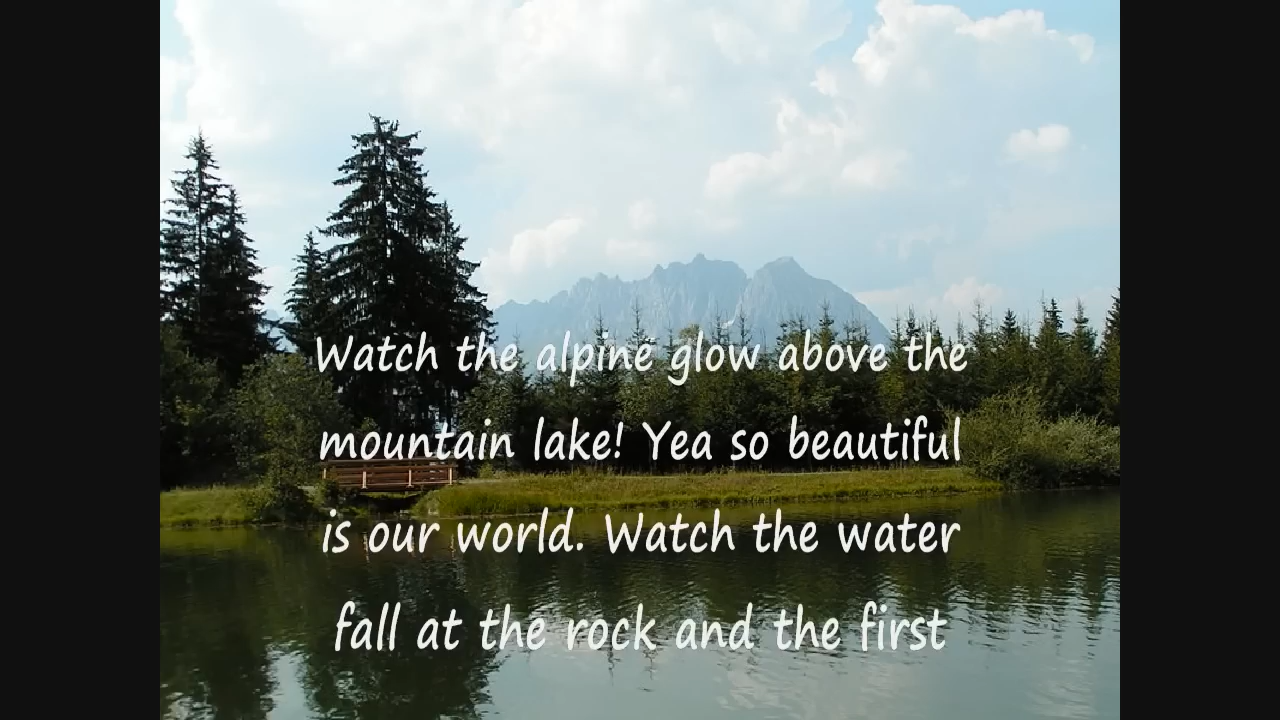 Watch the alpine glow above the
mountain lake! Yea so beautiful
is our world. Watch the water
fall at the rock and the first